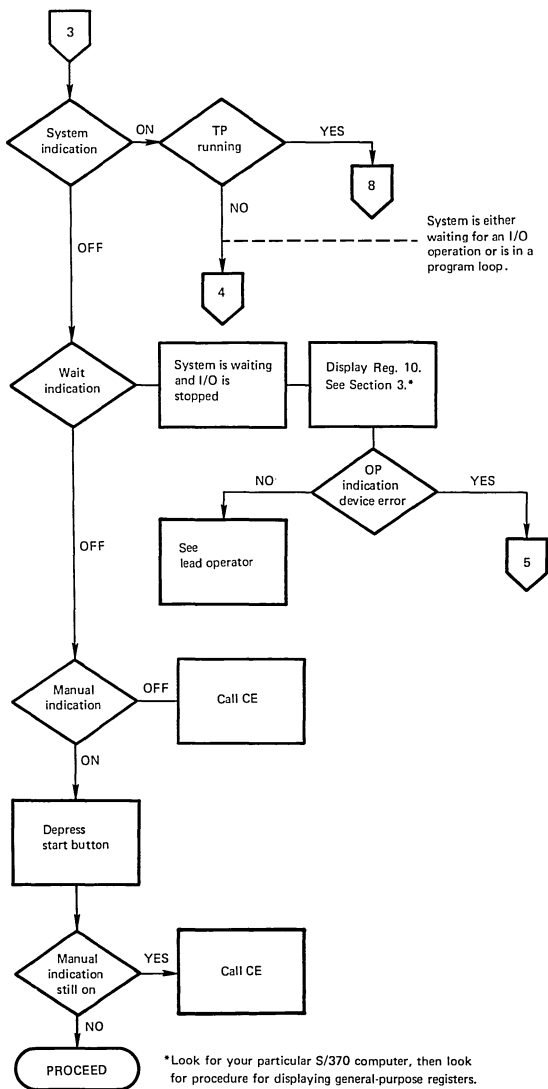 3
System
indication
ON
TP
running
YES
8
NO
System is either
waiting for an I/O
operation or is in a
program loop.
OFF
4
Wait
indication
System is waiting
and I/O is
stopped
Display Reg. 10.
See Section 3.*
OP
indication
device error
NO
YES
See
lead operator
5
OFF
Manual
indication
OFF
Call CE
ON
Depress
start button
Manual
indication
still on
YES
Call CE
NO
PROCEED
*Look for your particular S/370 computer, then look
for procedure for displaying general-purpose registers.